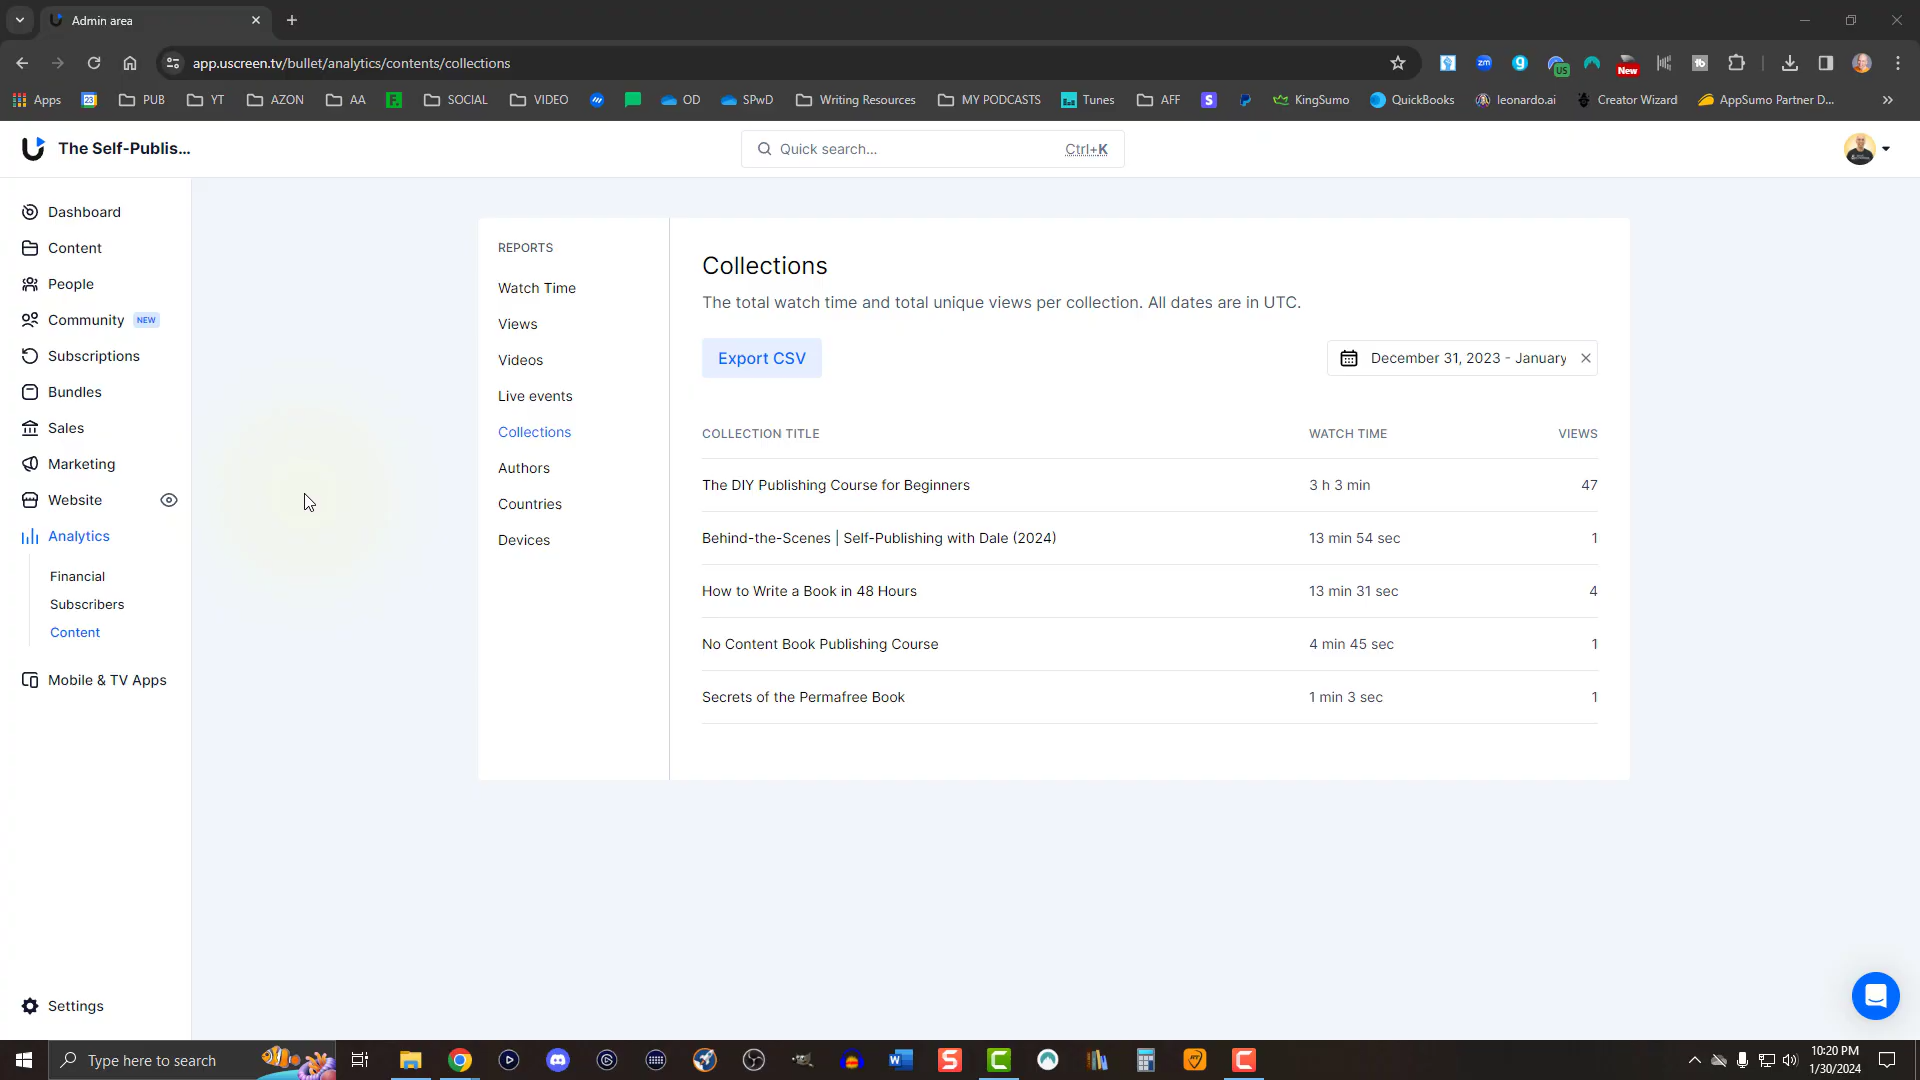 Admin area
app.uscreen.tv/bullet/analytics/contents/collections
New
US
zm
Apps
23
PUB
YT
AZON
AA
SOCIAL
VIDEO
OD
SPwD
Writing Resources
MY PODCASTS
Tunes
AFF
KingSumo
QuickBooks
leonardo.ai
Creator Wizard
AppSumo Partner D...
The Self-Publis...
Quick search...
Ctrl+K
Dashboard
Content
People
Community NEW
Subscriptions
Bundles
Sales
Marketing
Website
Analytics
Financial
Subscribers
Content
Mobile & TV Apps
Settings
REPORTS
Watch Time
Views
Videos
Live events
Collections
Authors
Countries
Devices
Collections
The total watch time and total unique views per collection. All dates are in UTC.
Export CSV
December 31, 2023 - January
COLLECTION TITLE WATCH TIME VIEWS
The DIY Publishing Course for Beginners 3 h 3 min 47
Behind-the-Scenes | Self-Publishing with Dale (2024) 13 min 54 sec 1
How to Write a Book in 48 Hours 13 min 31 sec 4
No Content Book Publishing Course 4 min 45 sec 1
Secrets of the Permafree Book 1 min 3 sec 1
Type here to search
10:20 PM
1/30/2024